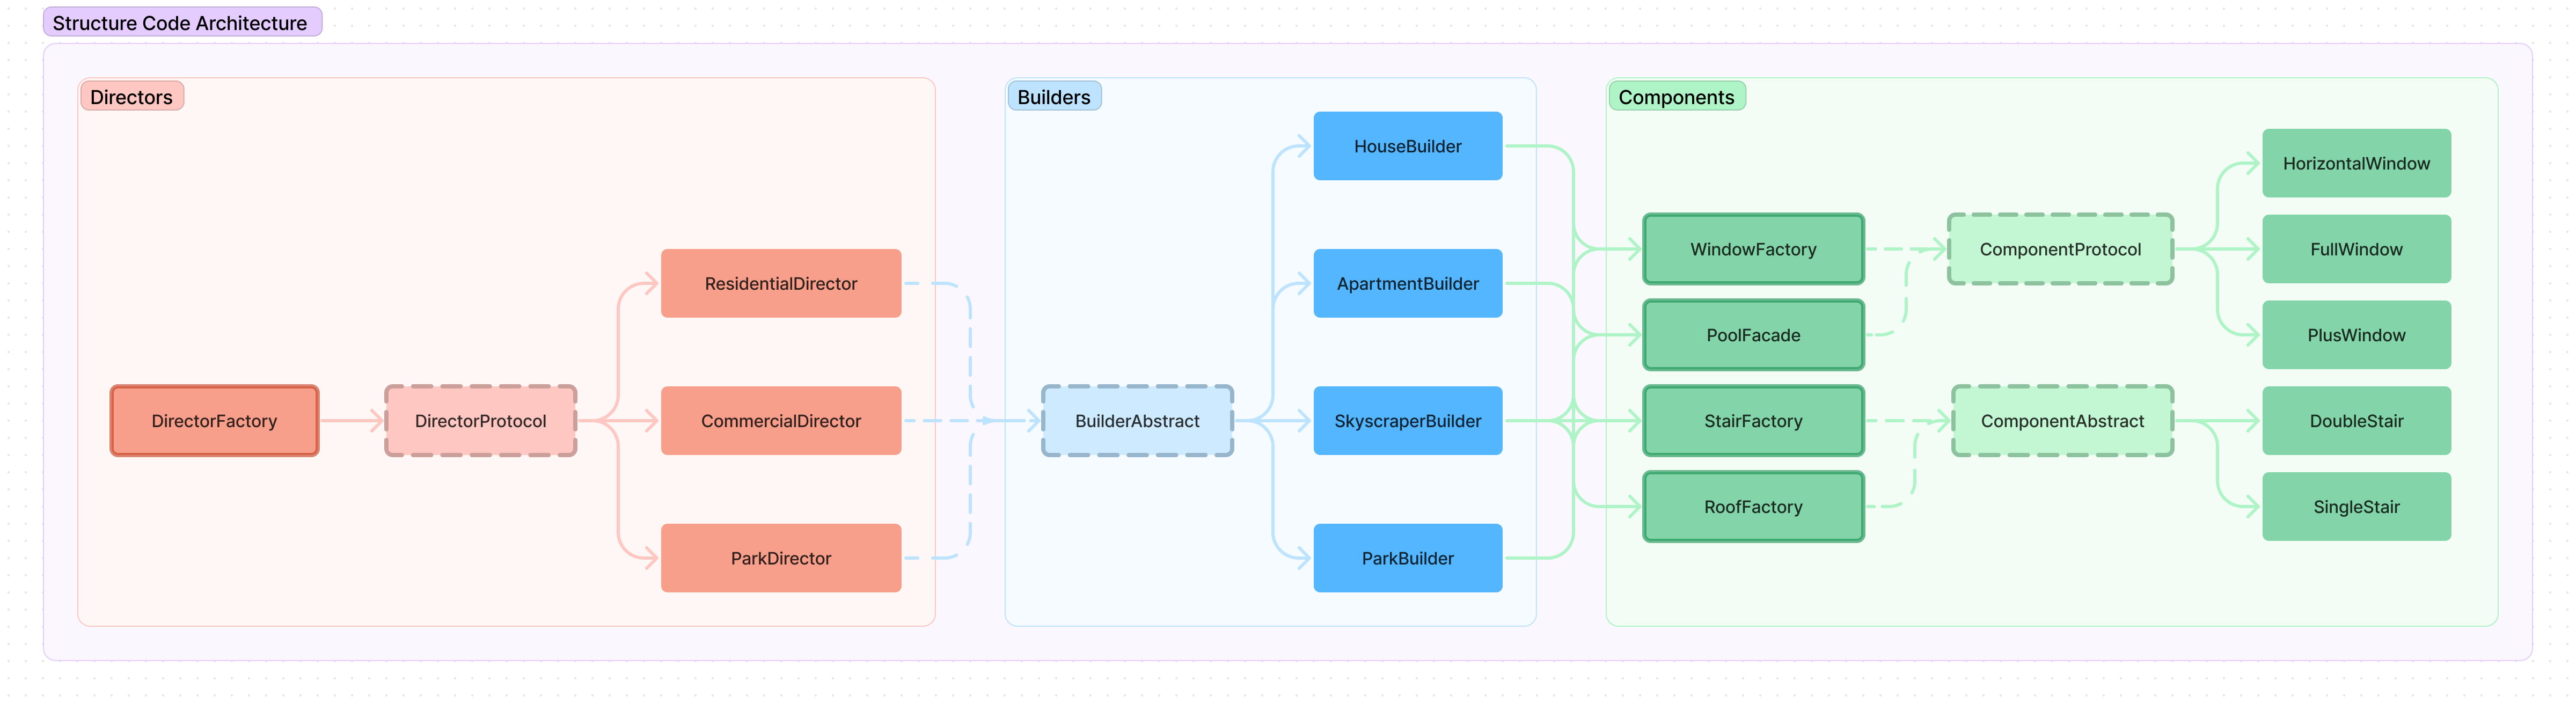 Structure Code Architecture
Directors
DirectorFactory
DirectorProtocol
ResidentialDirector
CommercialDirector
ParkDirector
Builders
BuilderAbstract
HouseBuilder
ApartmentBuilder
SkyscraperBuilder
ParkBuilder
Components
WindowFactory
PoolFacade
StairFactory
RoofFactory
ComponentProtocol
ComponentAbstract
HorizontalWindow
FullWindow
PlusWindow
DoubleStair
SingleStair